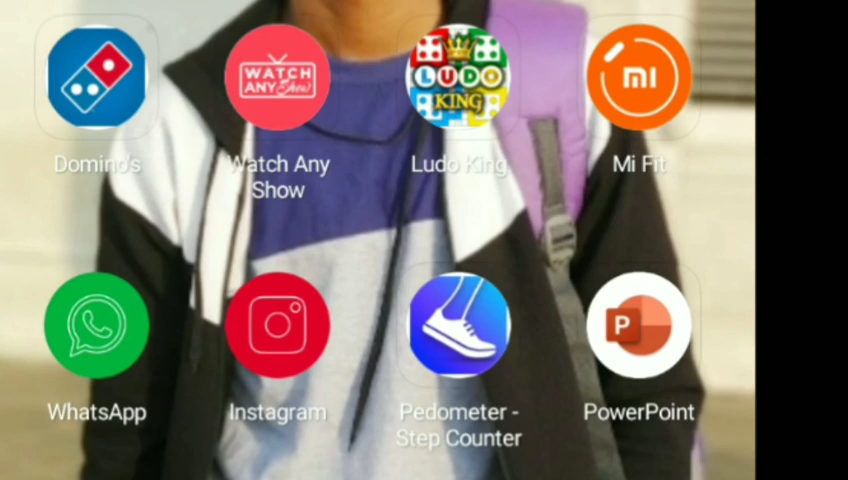 WATCH
ANY Show
LUDO
KING
mi
Domino's
Watch Any
Show
Ludo King
Mi Fit
P
WhatsApp
Instagram
Pedometer -
Step Counter
PowerPoint